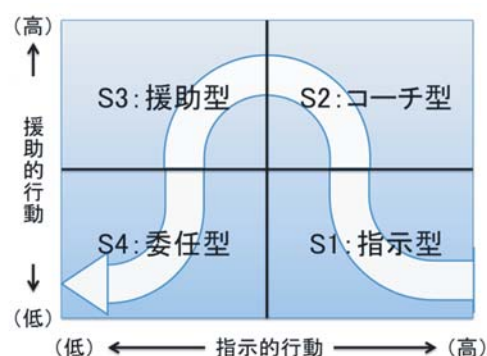 （高）
援助的行動
（低）
S3：援助型
S2：コーチ型
S4：委任型
S1：指示型
（低）
指示的行動
（高）